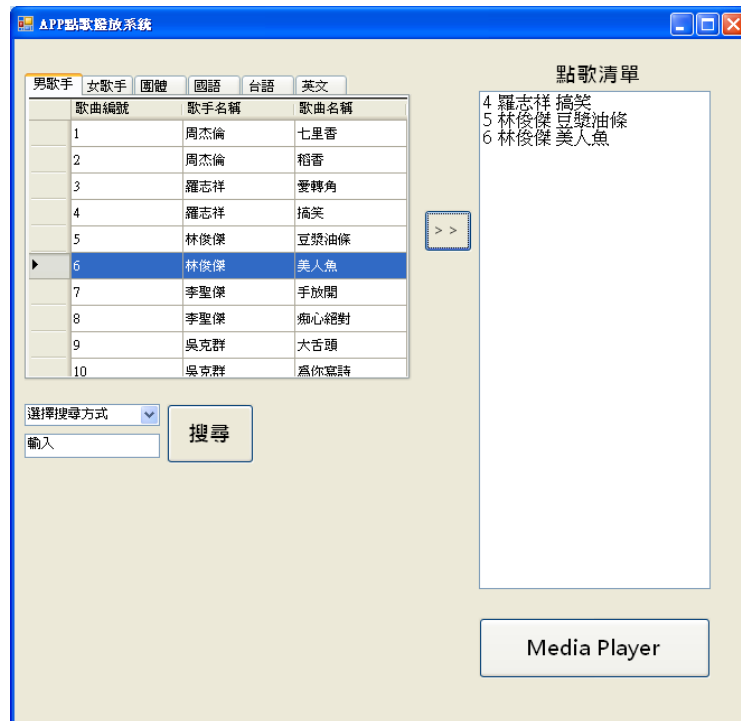 APP點歌撥放系統
男歌手 女歌手 團體 國語 台語 英文
歌曲編號 歌手名稱 歌曲名稱
1 周杰倫 七里香
2 周杰倫 稻香
3 羅志祥 愛轉角
4 羅志祥 搞笑
5 林俊傑 豆漿油條
6 林俊傑 美人魚
7 李聖傑 手放開
8 李聖傑 痴心絕對
9 吳克群 大舌頭
10 吳克群 為你寫詩
選擇搜尋方式
輸入
搜尋
>>
點歌清單
4 羅志祥 搞笑
5 林俊傑 豆漿油條
6 林俊傑 美人魚
Media Player